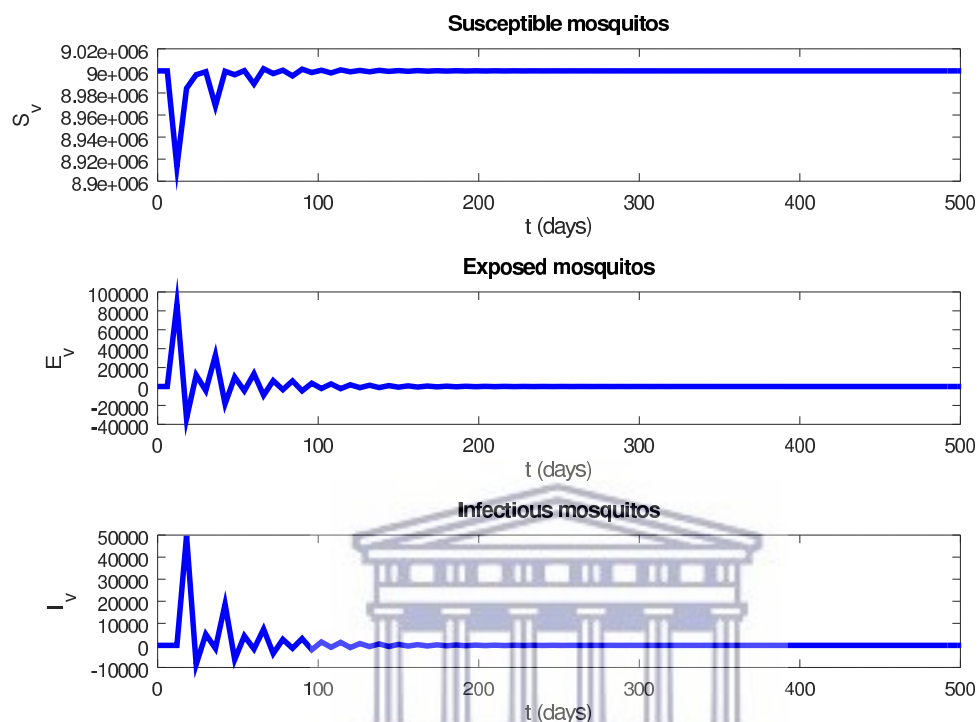 Susceptible mosquitos
9.02e+006
9e+006
8.98e+006
8.96e+006
8.94e+006
8.92e+006
8.9e+006
S_v
0 100 200 300 400 500
t (days)
Exposed mosquitos
100000
80000
60000
40000
20000
0
-20000
-40000
E_v
0 100 200 300 400 500
t (days)
Infectious mosquitos
50000
40000
30000
20000
10000
0
-10000
I_v
0 100 200 300 400 500
t (days)